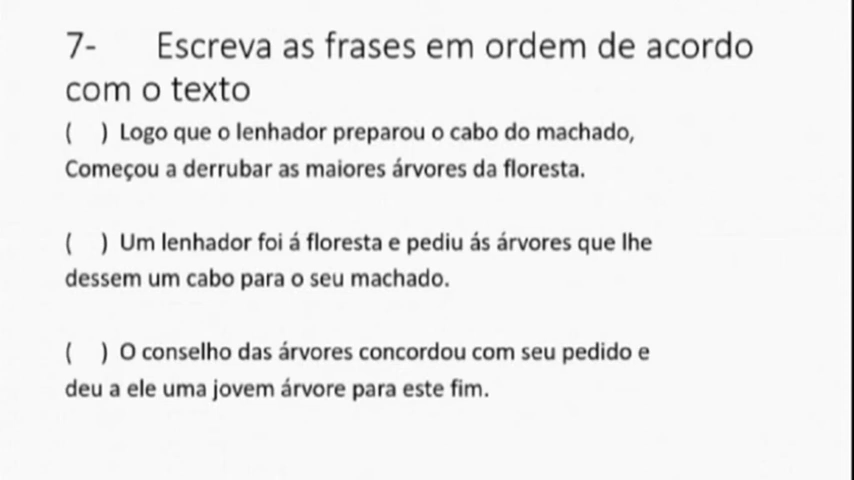 7- Escreva as frases em ordem de acordo
com o texto
( ) Logo que o lenhador preparou o cabo do machado,
Começou a derrubar as maiores árvores da floresta.
( ) Um lenhador foi á floresta e pediu ás árvores que lhe
dessem um cabo para o seu machado.
( ) O conselho das árvores concordou com seu pedido e
deu a ele uma jovem árvore para este fim.